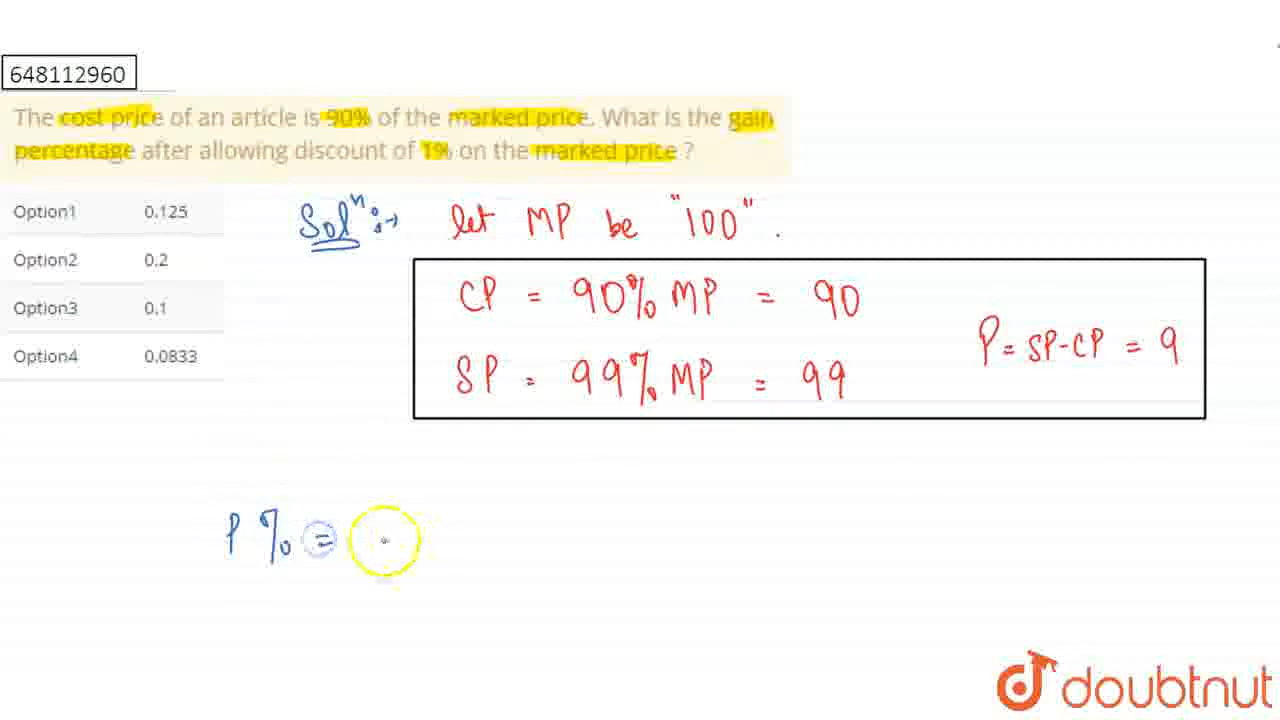 648112960
The cost price of an article is 90% of the marked price. What is the gain
percentage after allowing discount of 1% on the marked price ?
Option1 0.125
Option2 0.2
Option3 0.1
Option4 0.0833
Solⁿ :→ let MP be "100".
CP = 90% MP = 90
SP = 99% MP = 99
P = SP-CP = 9
P % =
doubtnut